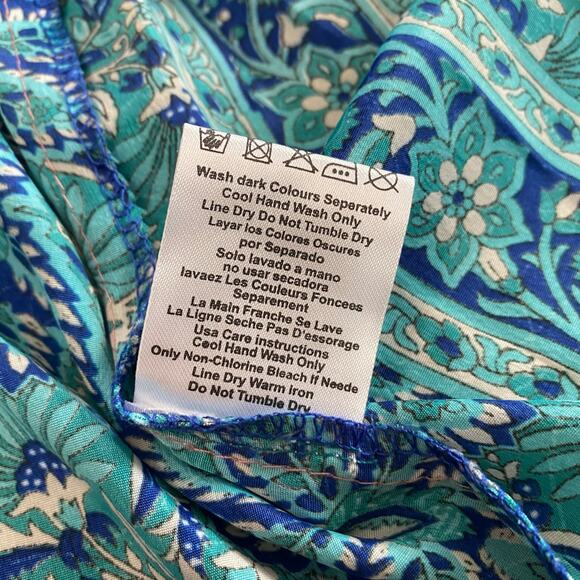 Wash dark Colours Seperately
Cool Hand Wash Only
Line Dry Do Not Tumble Dry
Layar los Colores Oscures
por Separado
Solo lavado a mano
no usar secadora
lavaez Les Couleurs Foncees
Separement
La Main Franche Se Lave
La Ligne Seche Pas D'essorage
Usa Care instructions
Cool Hand Wash Only
Only Non-Chlorine Bleach If Neede
Line Dry Warm Iron
Do Not Tumble Dry